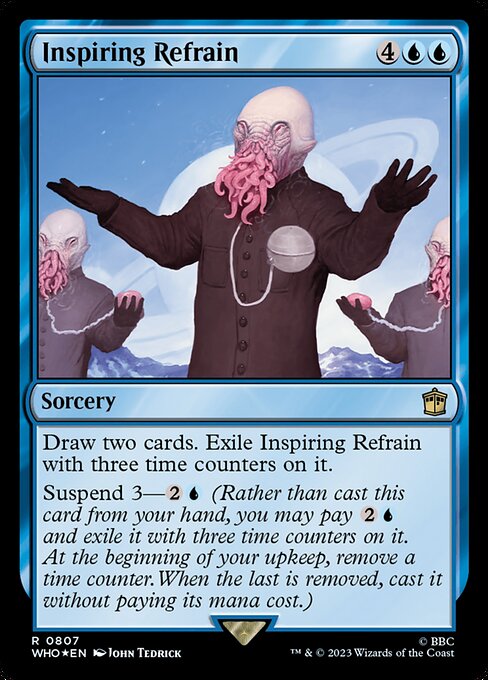 Inspiring Refrain 4
Sorcery
Draw two cards. Exile Inspiring Refrain
with three time counters on it.
Suspend 3—2 (Rather than cast this
card from your hand, you may pay 2
and exile it with three time counters on it.
At the beginning of your upkeep, remove a
time counter.When the last is removed, cast it
without paying its mana cost.)
R 0807 © BBC
WHO★EN JOHN TEDRICK ™ & © 2023 Wizards of the Coast